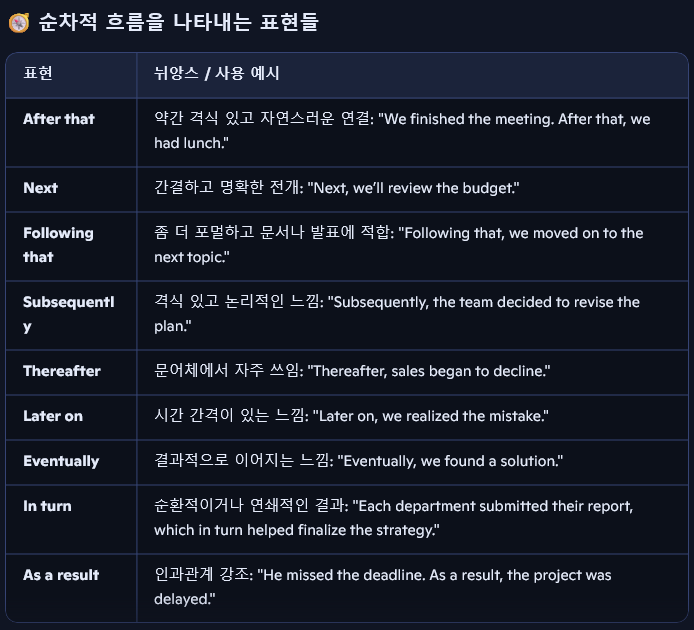 🧭 순차적 흐름을 나타내는 표현들
표현
뉘앙스 / 사용 예시
After that
약간 격식 있고 자연스러운 연결: "We finished the meeting. After that, we
had lunch."
Next
간결하고 명확한 전개: "Next, we’ll review the budget."
Following
that
좀 더 포멀하고 문서나 발표에 적합: "Following that, we moved on to the
next topic."
Subsequentl
y
격식 있고 논리적인 느낌: "Subsequently, the team decided to revise the
plan."
Thereafter
문어체에서 자주 쓰임: "Thereafter, sales began to decline."
Later on
시간 간격이 있는 느낌: "Later on, we realized the mistake."
Eventually
결과적으로 이어지는 느낌: "Eventually, we found a solution."
In turn
순환적이거나 연쇄적인 결과: "Each department submitted their report,
which in turn helped finalize the strategy."
As a result
인과관계 강조: "He missed the deadline. As a result, the project was
delayed."